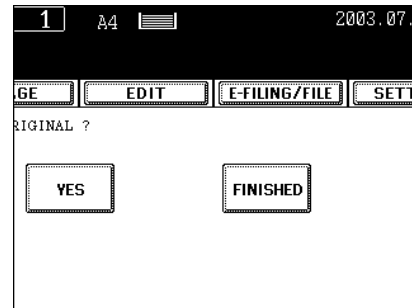 1 A4 2003.07.
GE EDIT E-FILING/FILE SETT
RIGINAL ?
YES FINISHED